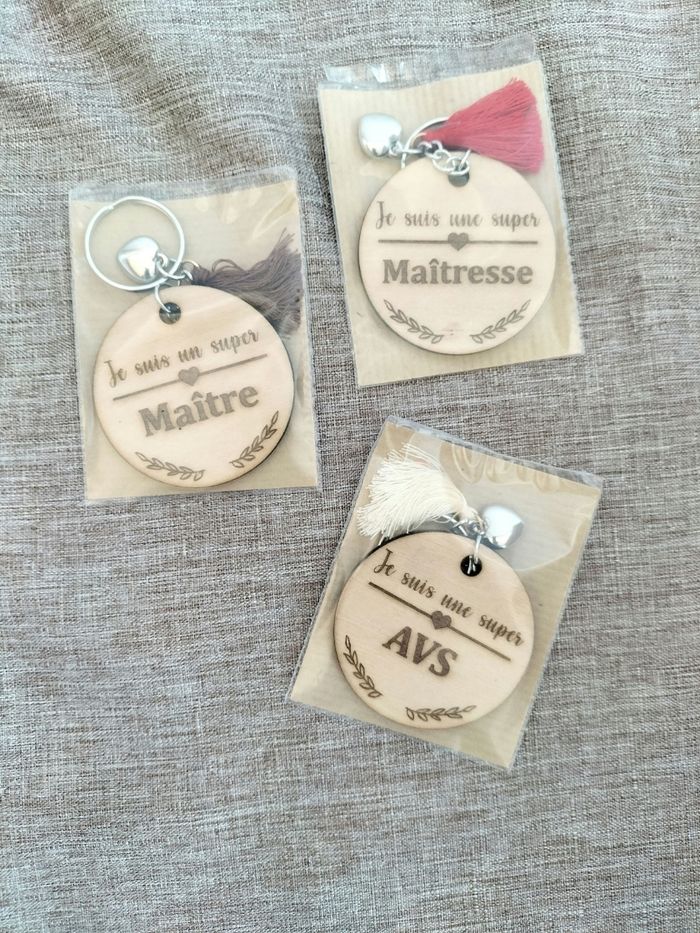 Je suis une super
Maîtresse
Je suis un super
Maître
Je suis une super
AVS